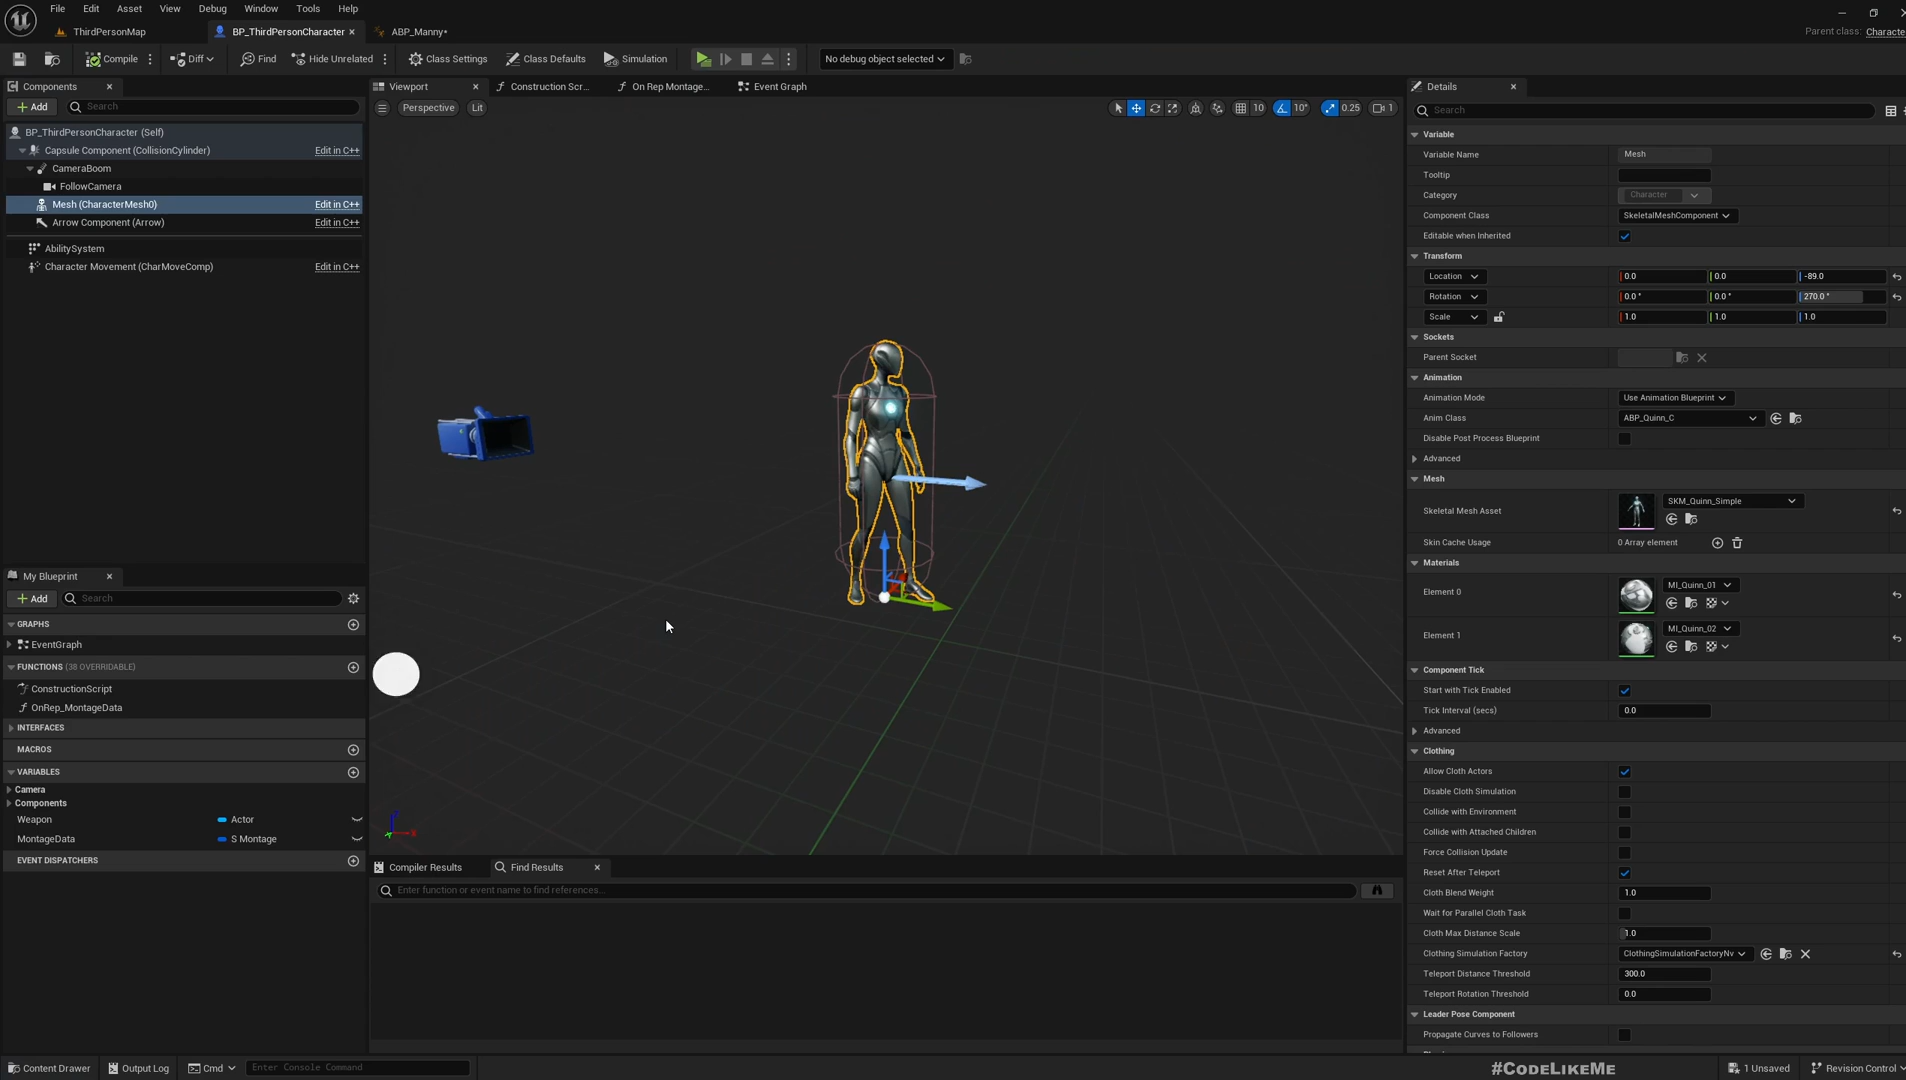 File Edit Asset View Debug Window Tools Help
ThirdPersonMap BP_ThirdPersonCharacter ABP_Manny*
Parent class: Characte
Compile Diff Find Hide Unrelated Class Settings Class Defaults Simulation No debug object selected
Components
Add Search
BP_ThirdPersonCharacter (Self)
Capsule Component (CollisionCylinder) Edit in C++
CameraBoom
FollowCamera
Mesh (CharacterMesh0) Edit in C++
Arrow Component (Arrow) Edit in C++
AbilitySystem
Character Movement (CharMoveComp) Edit in C++
My Blueprint
Add Search
GRAPHS
EventGraph
FUNCTIONS (38 OVERRIDABLE)
ConstructionScript
OnRep_MontageData
INTERFACES
MACROS
VARIABLES
Camera
Components
Weapon Actor
MontageData S Montage
EVENT DISPATCHERS
Viewport Construction Scr... On Rep Montage... Event Graph
Perspective Lit 10 10° 0.25 1
Compiler Results Find Results
Enter function or event name to find references...
Details
Search
Variable
Variable Name Mesh
Tooltip
Category Character
Component Class SkeletalMeshComponent
Editable when Inherited
Transform
Location 0.0 0.0 -89.0
Rotation 0.0° 0.0° 270.0°
Scale 1.0 1.0 1.0
Sockets
Parent Socket
Animation
Animation Mode Use Animation Blueprint
Anim Class ABP_Quinn_C
Disable Post Process Blueprint
Advanced
Mesh
Skeletal Mesh Asset SKM_Quinn_Simple
Skin Cache Usage 0 Array element
Materials
Element 0 MI_Quinn_01
Element 1 MI_Quinn_02
Component Tick
Start with Tick Enabled
Tick Interval (secs) 0.0
Advanced
Clothing
Allow Cloth Actors
Disable Cloth Simulation
Collide with Environment
Collide with Attached Children
Force Collision Update
Reset After Teleport
Cloth Blend Weight 1.0
Wait for Parallel Cloth Task
Cloth Max Distance Scale 1.0
Clothing Simulation Factory ClothingSimulationFactoryNv
Teleport Distance Threshold 300.0
Teleport Rotation Threshold 0.0
Leader Pose Component
Propagate Curves to Followers
Content Drawer Output Log Cmd Enter Console Command #CodeLikeMe 1 Unsaved Revision Control